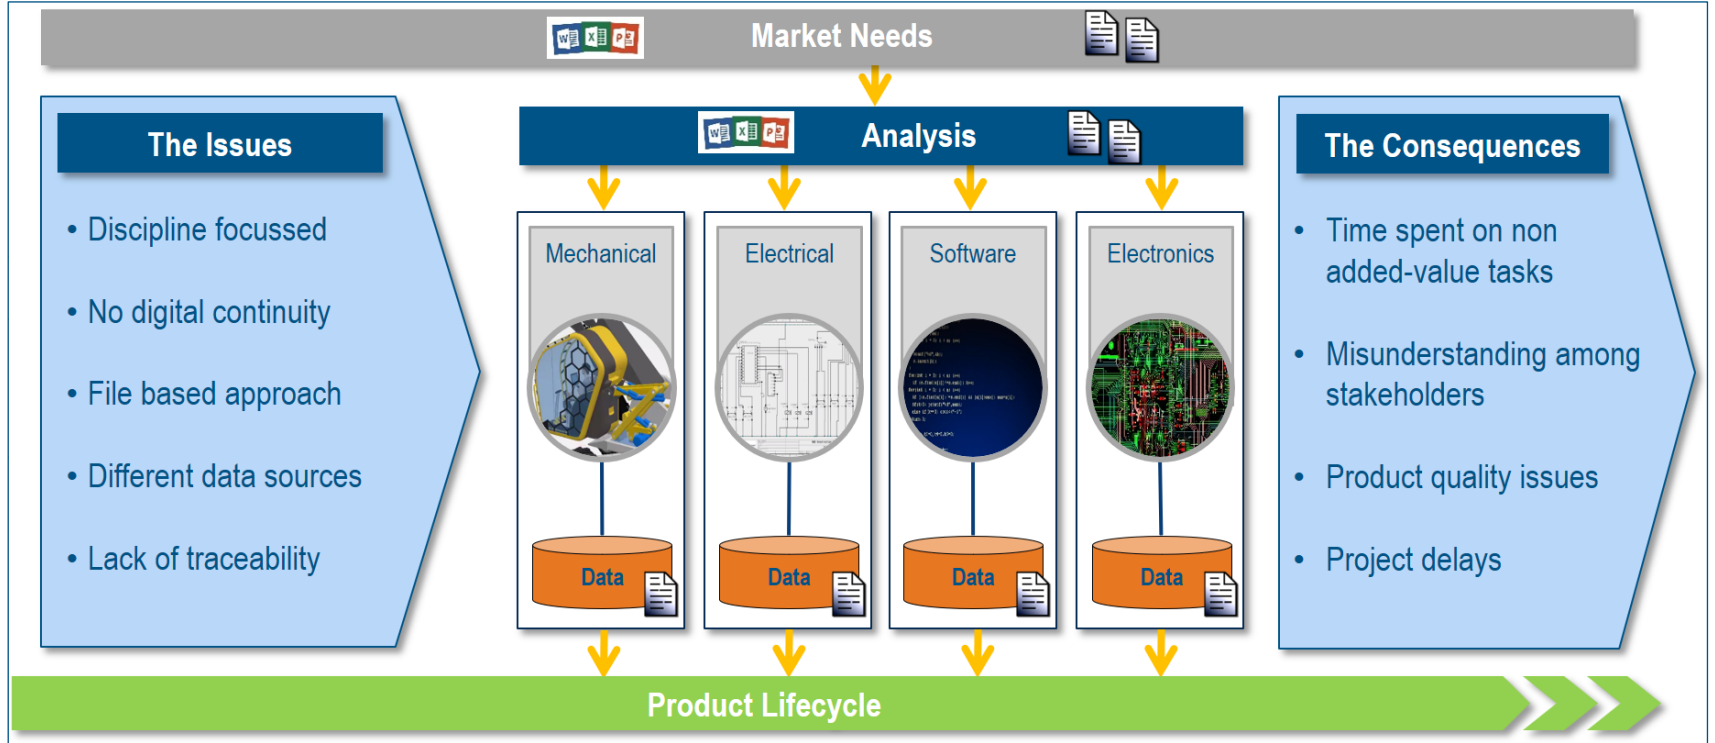 Market Needs
W X P
The Issues
W X P
Analysis
The Consequences
• Discipline focussed
• No digital continuity
• File based approach
• Different data sources
• Lack of traceability
Mechanical
Electrical
Software
Electronics
Data
Data
Data
Data
• Time spent on non
added-value tasks
• Misunderstanding among
stakeholders
• Product quality issues
• Project delays
Product Lifecycle